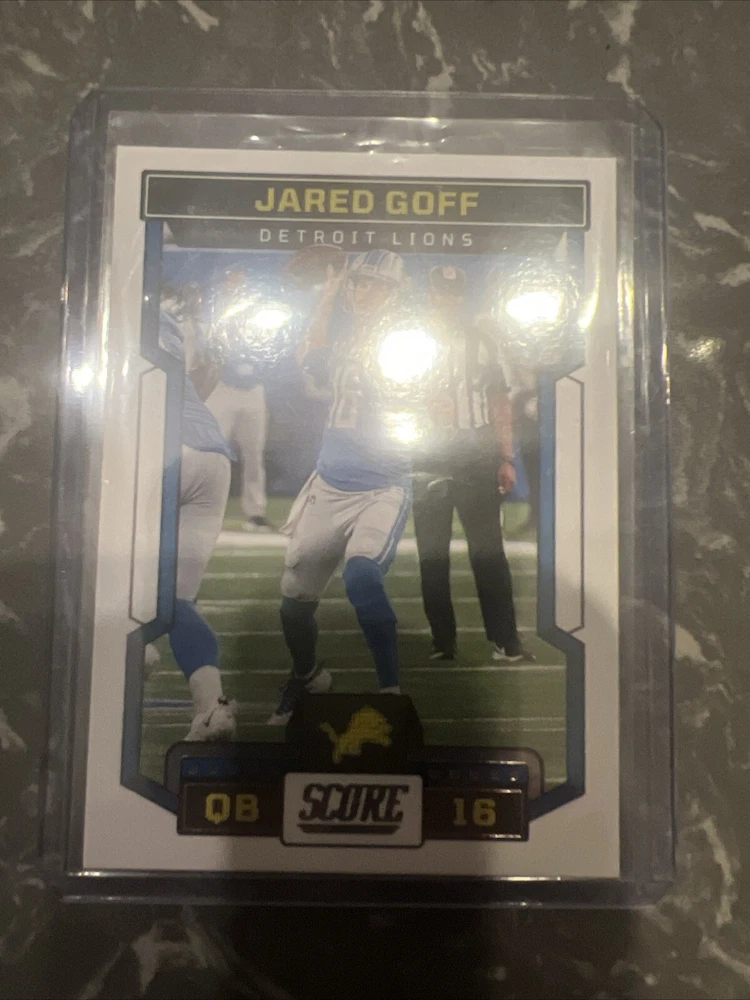 JARED GOFF
DETROIT LIONS
QB SCORE 16